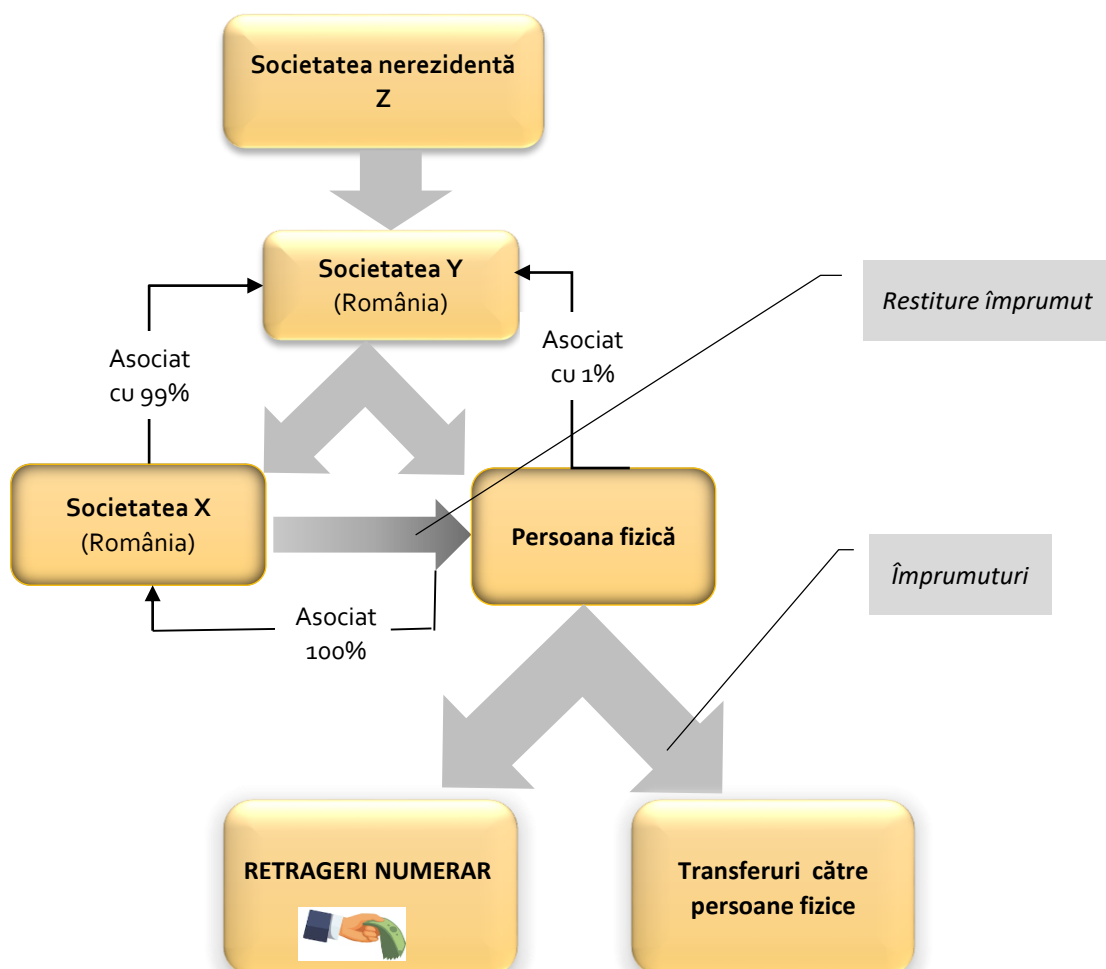 Societatea nerezidentă
Z
Societatea Y
(România)
Restiture împrumut
Asociat
cu 99%
Asociat
cu 1%
Societatea X
(România)
Persoana fizică
Împrumuturi
Asociat
100%
RETRAGERI NUMERAR
Transferuri către
persoane fizice